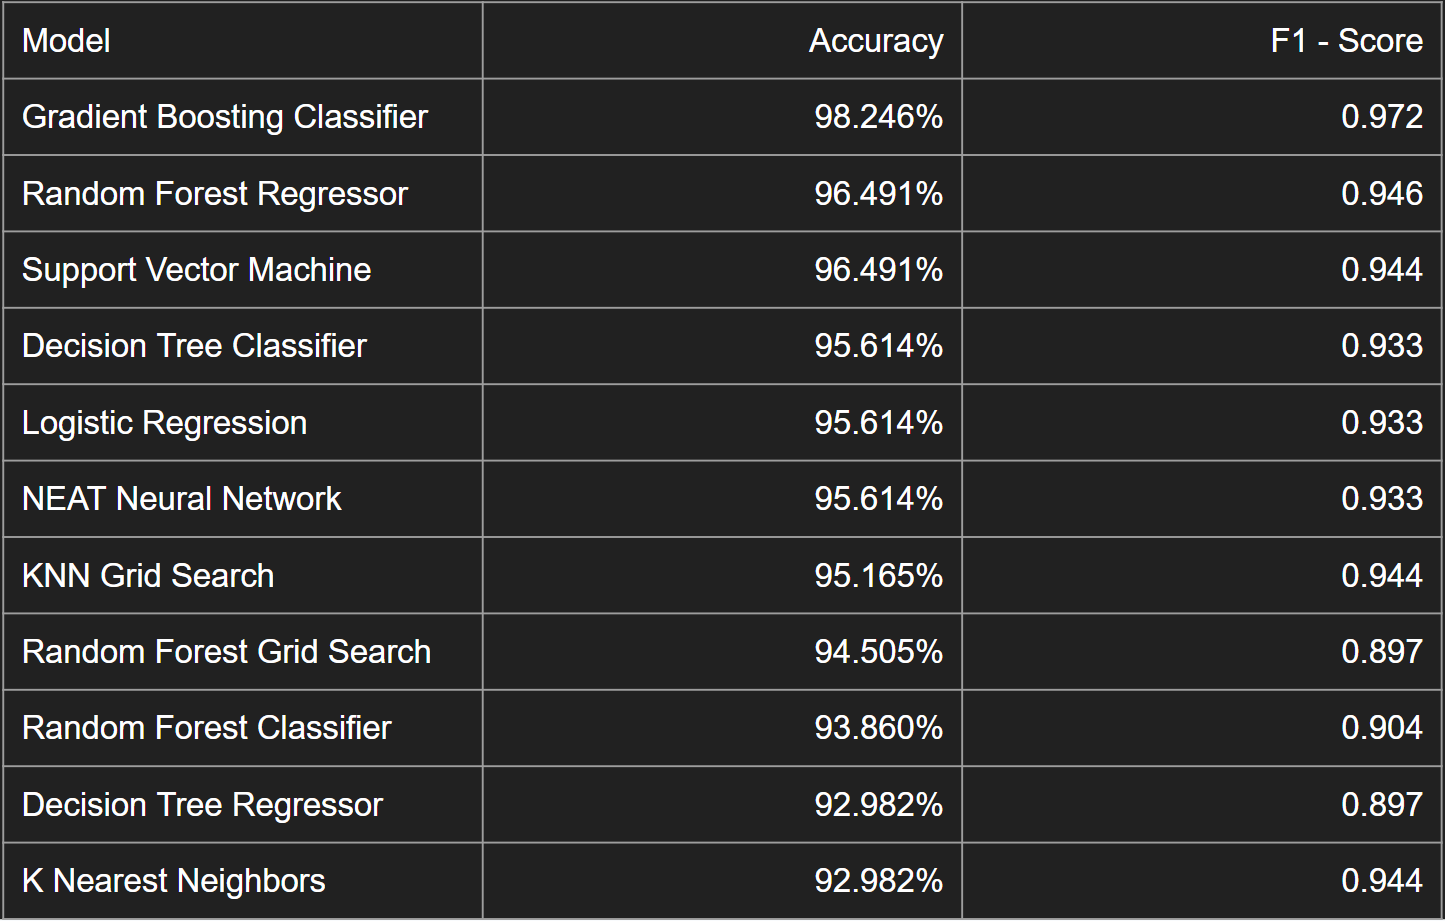 Model Accuracy F1 - Score
Gradient Boosting Classifier 98.246% 0.972
Random Forest Regressor 96.491% 0.946
Support Vector Machine 96.491% 0.944
Decision Tree Classifier 95.614% 0.933
Logistic Regression 95.614% 0.933
NEAT Neural Network 95.614% 0.933
KNN Grid Search 95.165% 0.944
Random Forest Grid Search 94.505% 0.897
Random Forest Classifier 93.860% 0.904
Decision Tree Regressor 92.982% 0.897
K Nearest Neighbors 92.982% 0.944